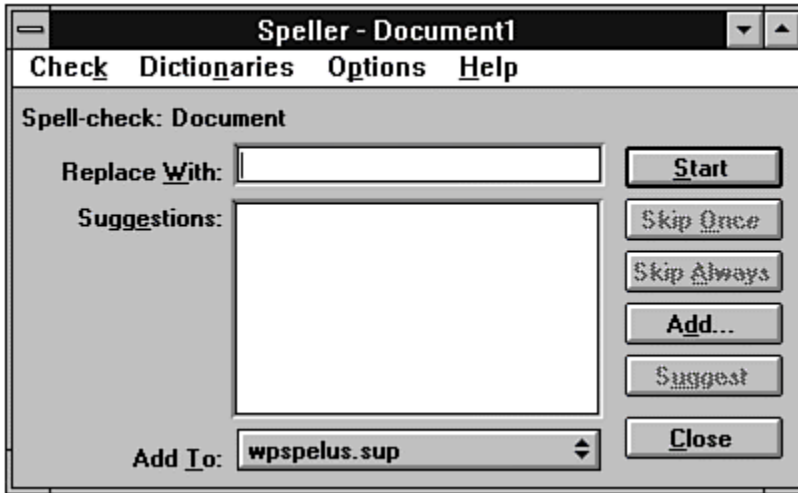 Speller - Document1
Check Dictionaries Options Help
Spell-check: Document
Replace With:
Start
Suggestions:
Skip Once
Skip Always
Add...
Suggest
Add To: wpspelus.sup
Close